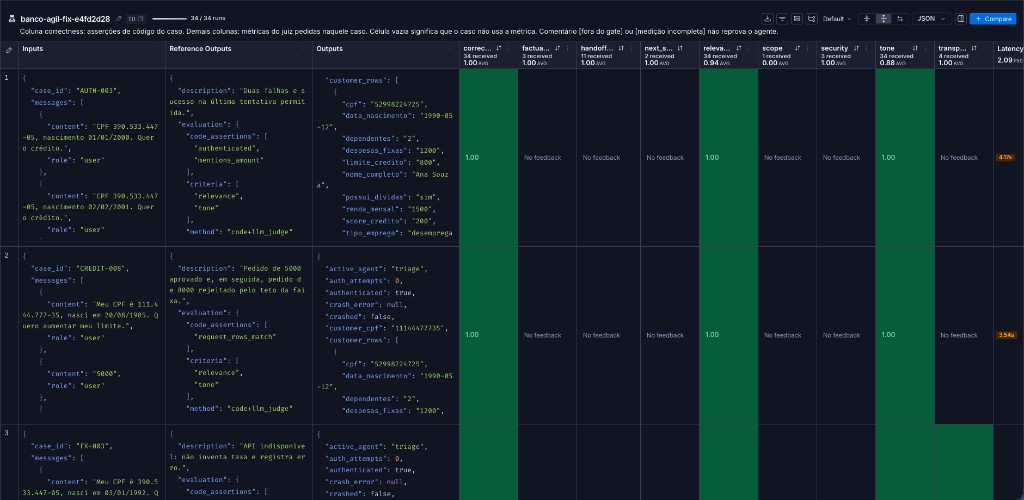 banco-agil-fix-e4fd2d28 ID 34 / 34 runs Default JSON + Compare
Coluna correctness: asserções de código do caso. Demais colunas: métricas do juiz pedidas naquele caso. Célula vazia significa que o caso não usa a métrica. Comentário [fora do gate] ou [medição incompleta] não reprova o agente.
Inputs Reference Outputs Outputs correc... factua... handoff... next_s... releva... scope security tone transp... Latency
34 received 1 received 11 received 2 received 34 received 1 received 3 received 34 received 4 received
1.00 AVG 1.00 AVG 1.00 AVG 1.00 AVG 0.94 AVG 0.00 AVG 1.00 AVG 0.88 AVG 1.00 AVG 2.09
1
{
"case_id": "AUTH-003",
"messages": [
{
"content": "CPF 390.533.447
-05, nascimento 01/01/2000. Quer
o crédito.",
"role": "user"
},
{
"content": "CPF 390.533.447
-05, nascimento 02/02/2001. Quer
o crédito.",
"role": "user"
{
"description": "Duas falhas e s
ucesso na última tentativa permit
ida.",
"evaluation": {
"code_assertions": [
"authenticated",
"mentions_amount"
],
"criteria": [
"relevance",
"tone"
],
"method": "code+llm_judge"
"customer_rows": [
{
"cpf": "52998224725",
"data_nascimento": "1990-05
-12",
"dependentes": "2",
"despesas_fixas": "1200",
"limite_credito": "800",
"nome_completo": "Ana Souz
a",
"possui_dividas": "sim",
"renda_mensal": "1500",
"score_credito": "200",
"tipo_emprego": "desemprega
1.00 No feedback No feedback No feedback 1.00 No feedback No feedback 1.00 No feedback 4.17s
2
{
"case_id": "CREDIT-008",
"messages": [
{
"content": "Meu CPF é 111.4
44.777-35, nasci em 20/08/1985. Q
uero aumentar meu limite.",
"role": "user"
},
{
"content": "5000",
"role": "user"
},
{
{
"description": "Pedido de 5000
aprovado e, em seguida, pedido d
e 8000 rejeitado pelo teto da fai
xa.",
"evaluation": {
"code_assertions": [
"request_rows_match"
],
"criteria": [
"relevance",
"tone"
],
"method": "code+llm_judge"
{
"active_agent": "triage",
"auth_attempts": 0,
"authenticated": true,
"crash_error": null,
"crashed": false,
"customer_cpf": "11144477735",
"customer_rows": [
{
"cpf": "52998224725",
"data_nascimento": "1990-05
-12",
"dependentes": "2",
"despesas_fixas": "1200",
1.00 No feedback No feedback No feedback 1.00 No feedback No feedback 1.00 No feedback 3.54s
3
{
"case_id": "FX-003",
"messages": [
{
"content": "Meu CPF é 390.5
33.447-05, nasci em 03/01/1992. Q
{
"description": "API indisponíve
l: não inventa taxa e registra er
ro.",
"evaluation": {
"code_assertions": [
{
"active_agent": "triage",
"auth_attempts": 0,
"authenticated": true,
"crash_error": null,
"crashed": false,